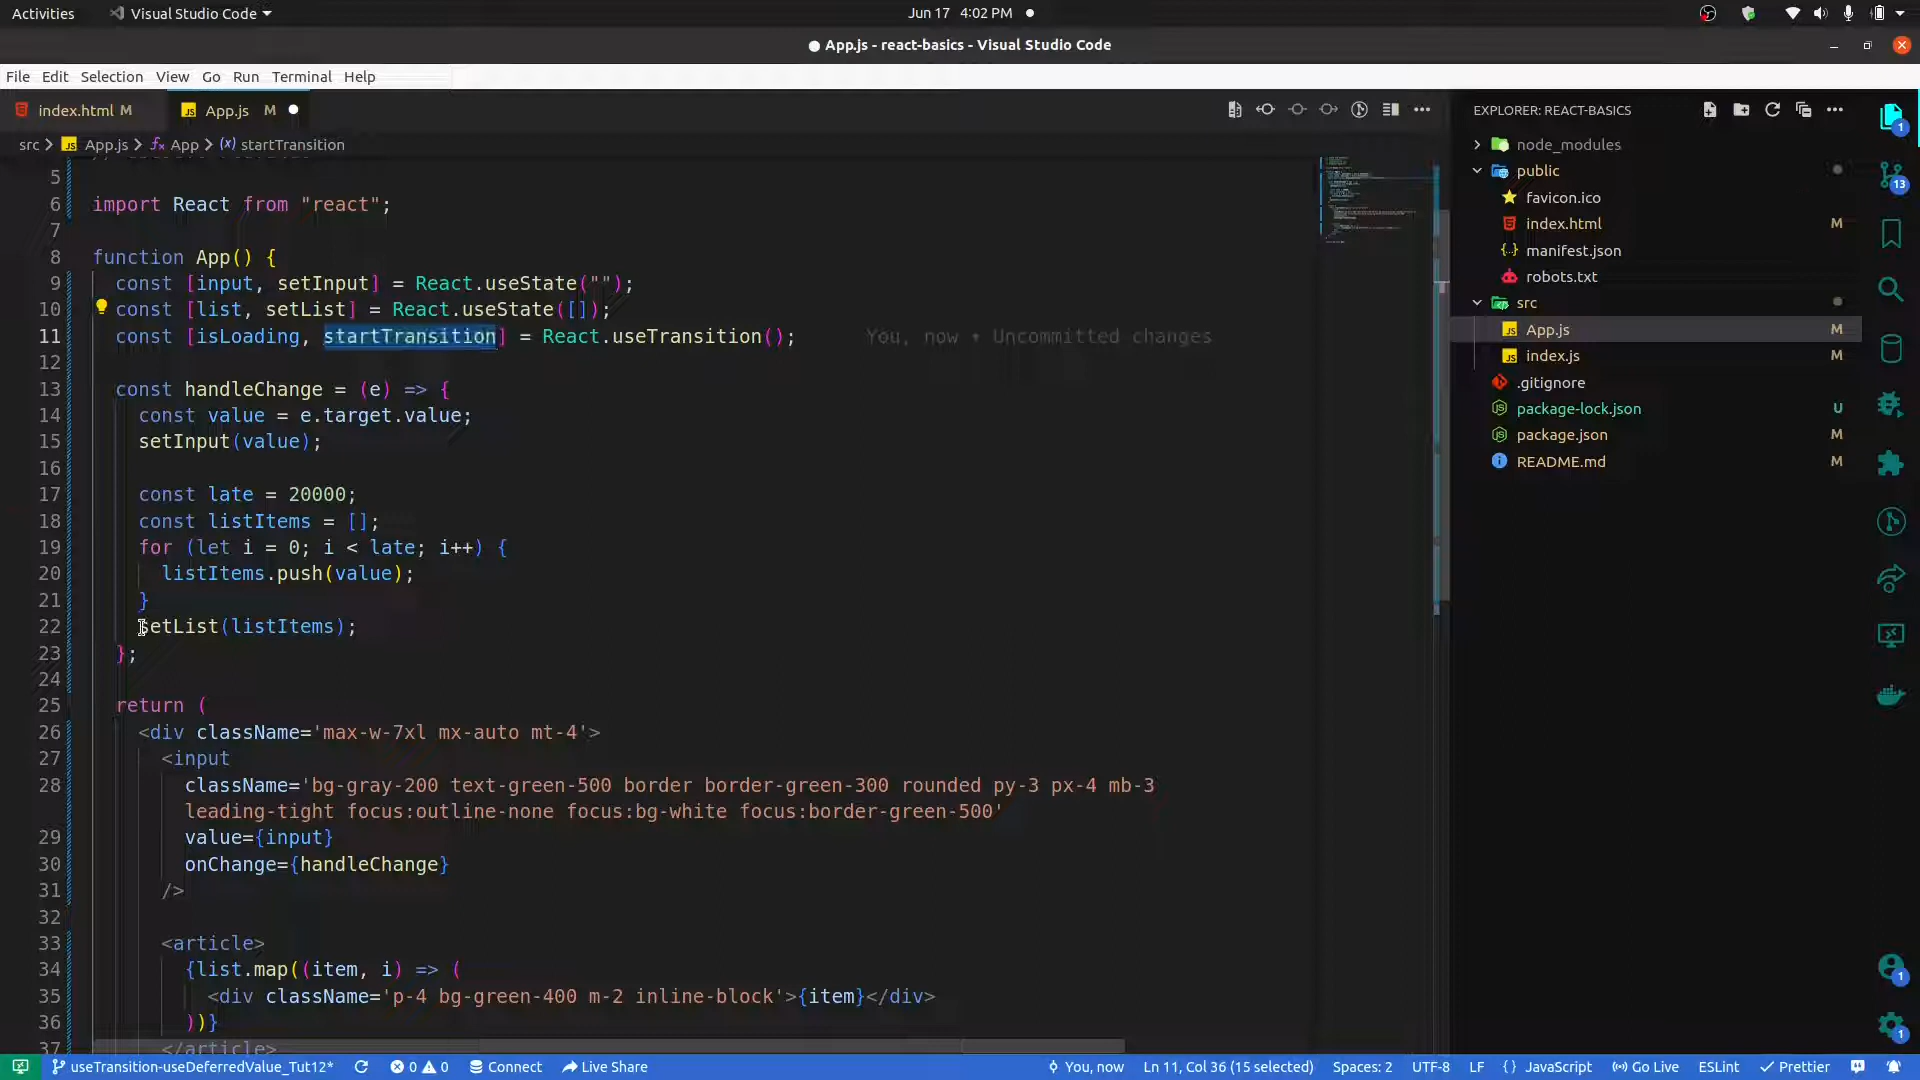 Activities
Visual Studio Code
Jun 17 4:02 PM
App.js - react-basics - Visual Studio Code
File Edit Selection View Go Run Terminal Help
index.html M
App.js M
src > App.js > App > startTransition
5
6 import React from "react";
7
8 function App() {
9 const [input, setInput] = React.useState("");
10 const [list, setList] = React.useState([]);
11 const [isLoading, startTransition] = React.useTransition(); You, now • Uncommitted changes
12
13 const handleChange = (e) => {
14 const value = e.target.value;
15 setInput(value);
16
17 const late = 20000;
18 const listItems = [];
19 for (let i = 0; i < late; i++) {
20 listItems.push(value);
21 }
22 setList(listItems);
23 };
24
25 return (
26 <div className='max-w-7xl mx-auto mt-4'>
27 <input
28 className='bg-gray-200 text-green-500 border border-green-300 rounded py-3 px-4 mb-3
leading-tight focus:outline-none focus:bg-white focus:border-green-500'
29 value={input}
30 onChange={handleChange}
31 />
32
33 <article>
34 {list.map((item, i) => (
35 <div className='p-4 bg-green-400 m-2 inline-block'>{item}</div>
36 ))}
37 </article>
EXPLORER: REACT-BASICS
node_modules
public
favicon.ico
index.html M
manifest.json
robots.txt
src
App.js M
index.js M
.gitignore
package-lock.json U
package.json M
README.md M
1
13
1
1
useTransition-useDeferredValue_Tut12* 0 0 Connect Live Share
You, now Ln 11, Col 36 (15 selected) Spaces: 2 UTF-8 LF {} JavaScript Go Live ESLint Prettier